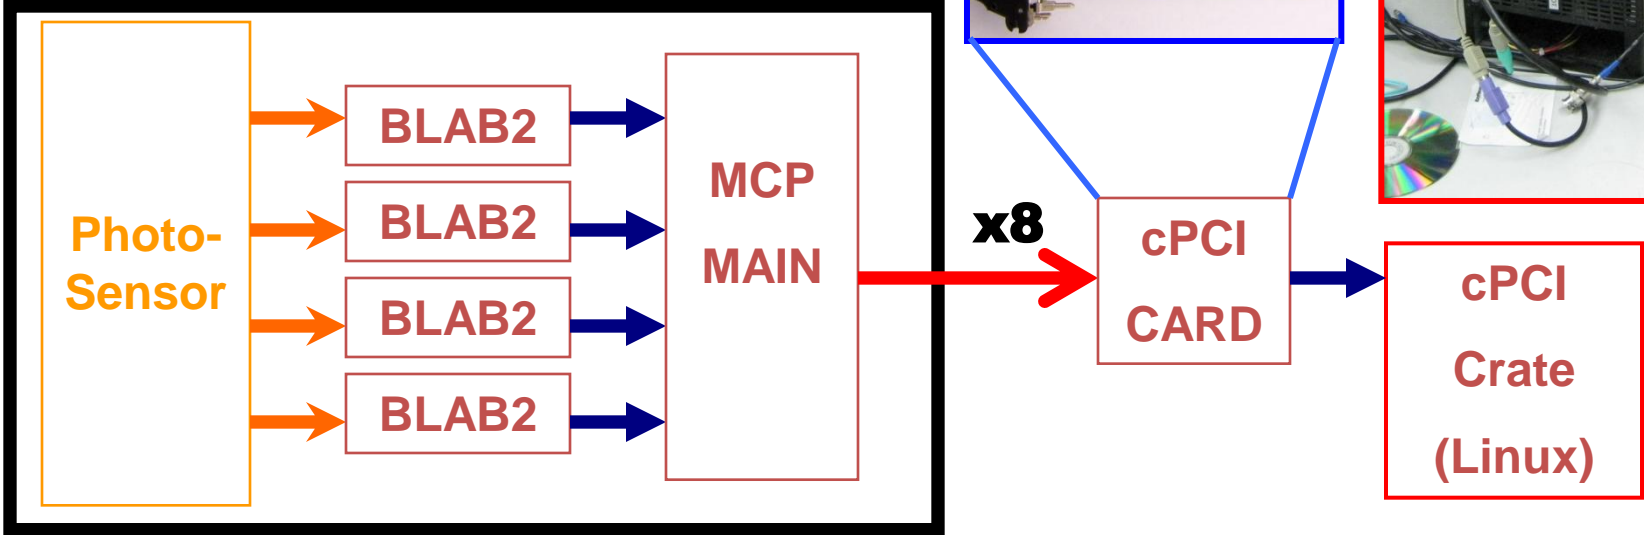 Photo-
Sensor
BLAB2
BLAB2
BLAB2
BLAB2
MCP
MAIN
x8
cPCI
CARD
cPCI
Crate
(Linux)